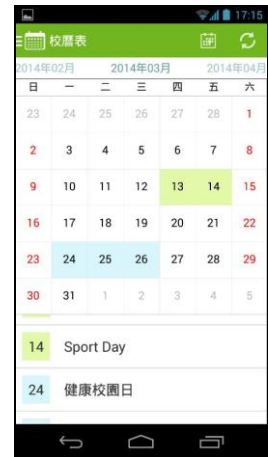 17:15
校曆表
2014年02月 2014年03月 2014年04月
日 一 二 三 四 五 六
23 24 25 26 27 28 1
2 3 4 5 6 7 8
9 10 11 12 13 14 15
16 17 18 19 20 21 22
23 24 25 26 27 28 29
30 31 1 2 3 4 5
14 Sport Day
24 健康校園日